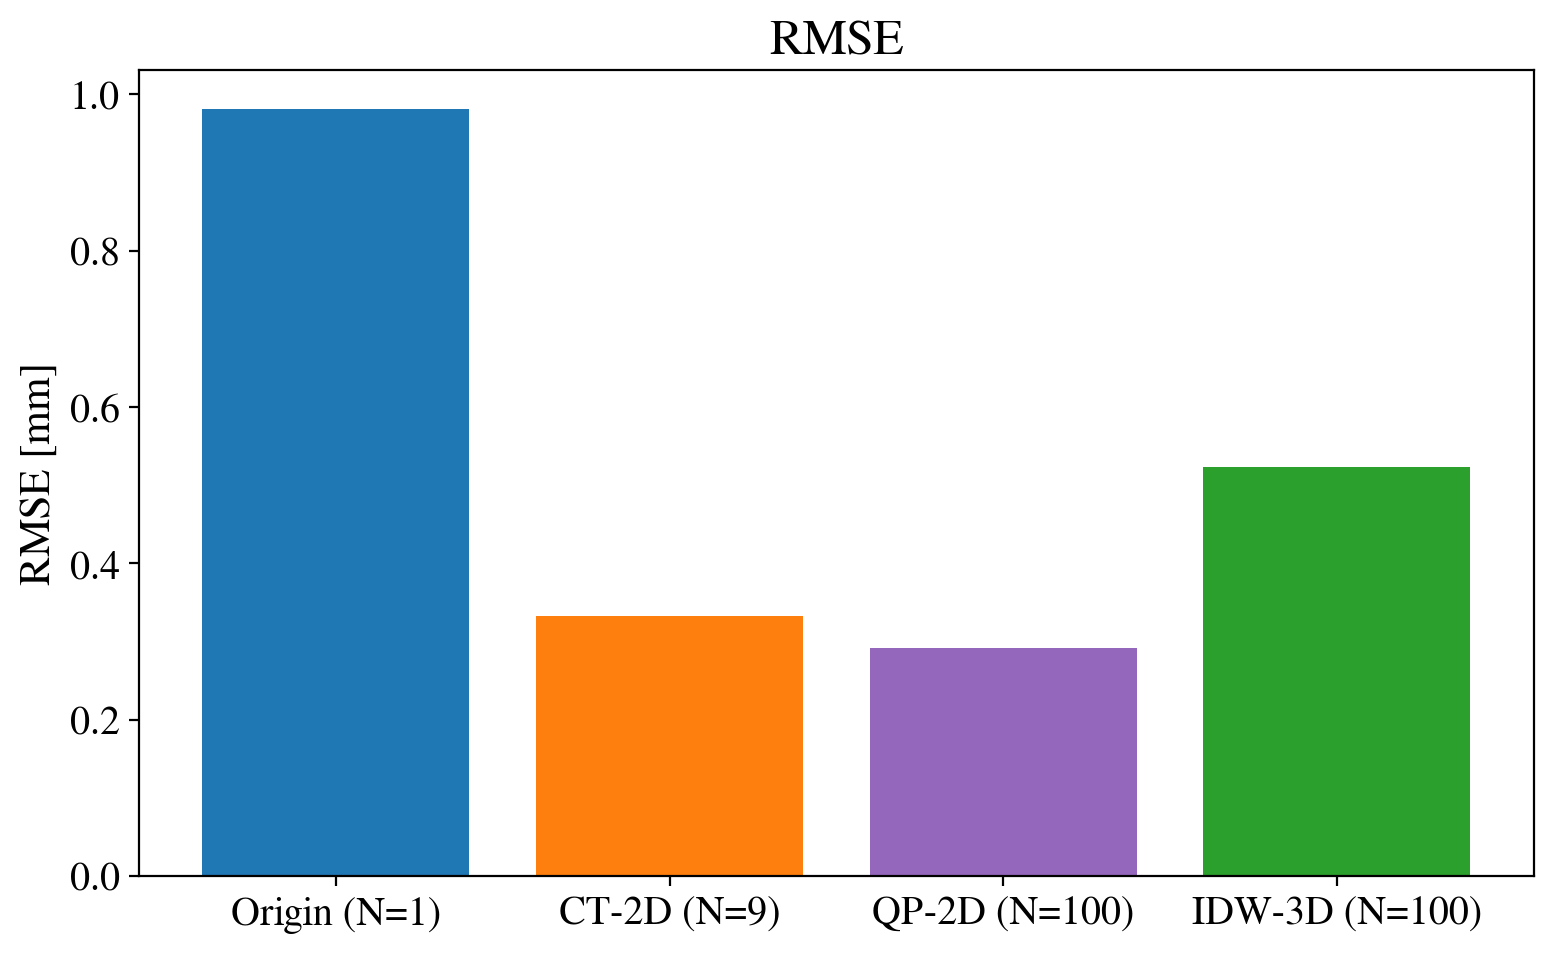 RMSE
RMSE [mm]
1.0
0.8
0.6
0.4
0.2
0.0
Origin (N=1)
CT-2D (N=9)
QP-2D (N=100)
IDW-3D (N=100)